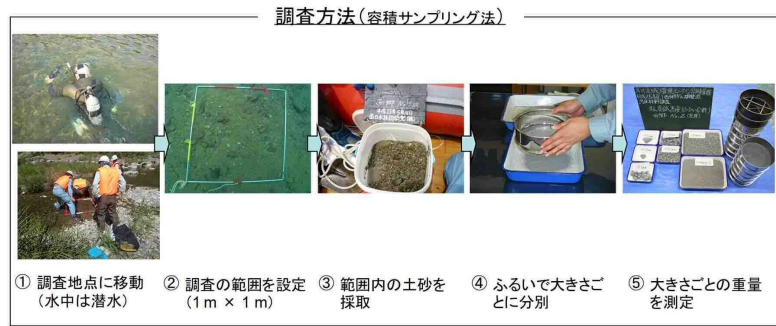 調査方法（容積サンプリング法）
① 調査地点に移動
（水中は潜水）
② 調査の範囲を設定
（1ｍ × 1ｍ）
③ 範囲内の土砂を
採取
④ ふるいで大きさご
とに分別
⑤ 大きさごとの重量
を測定